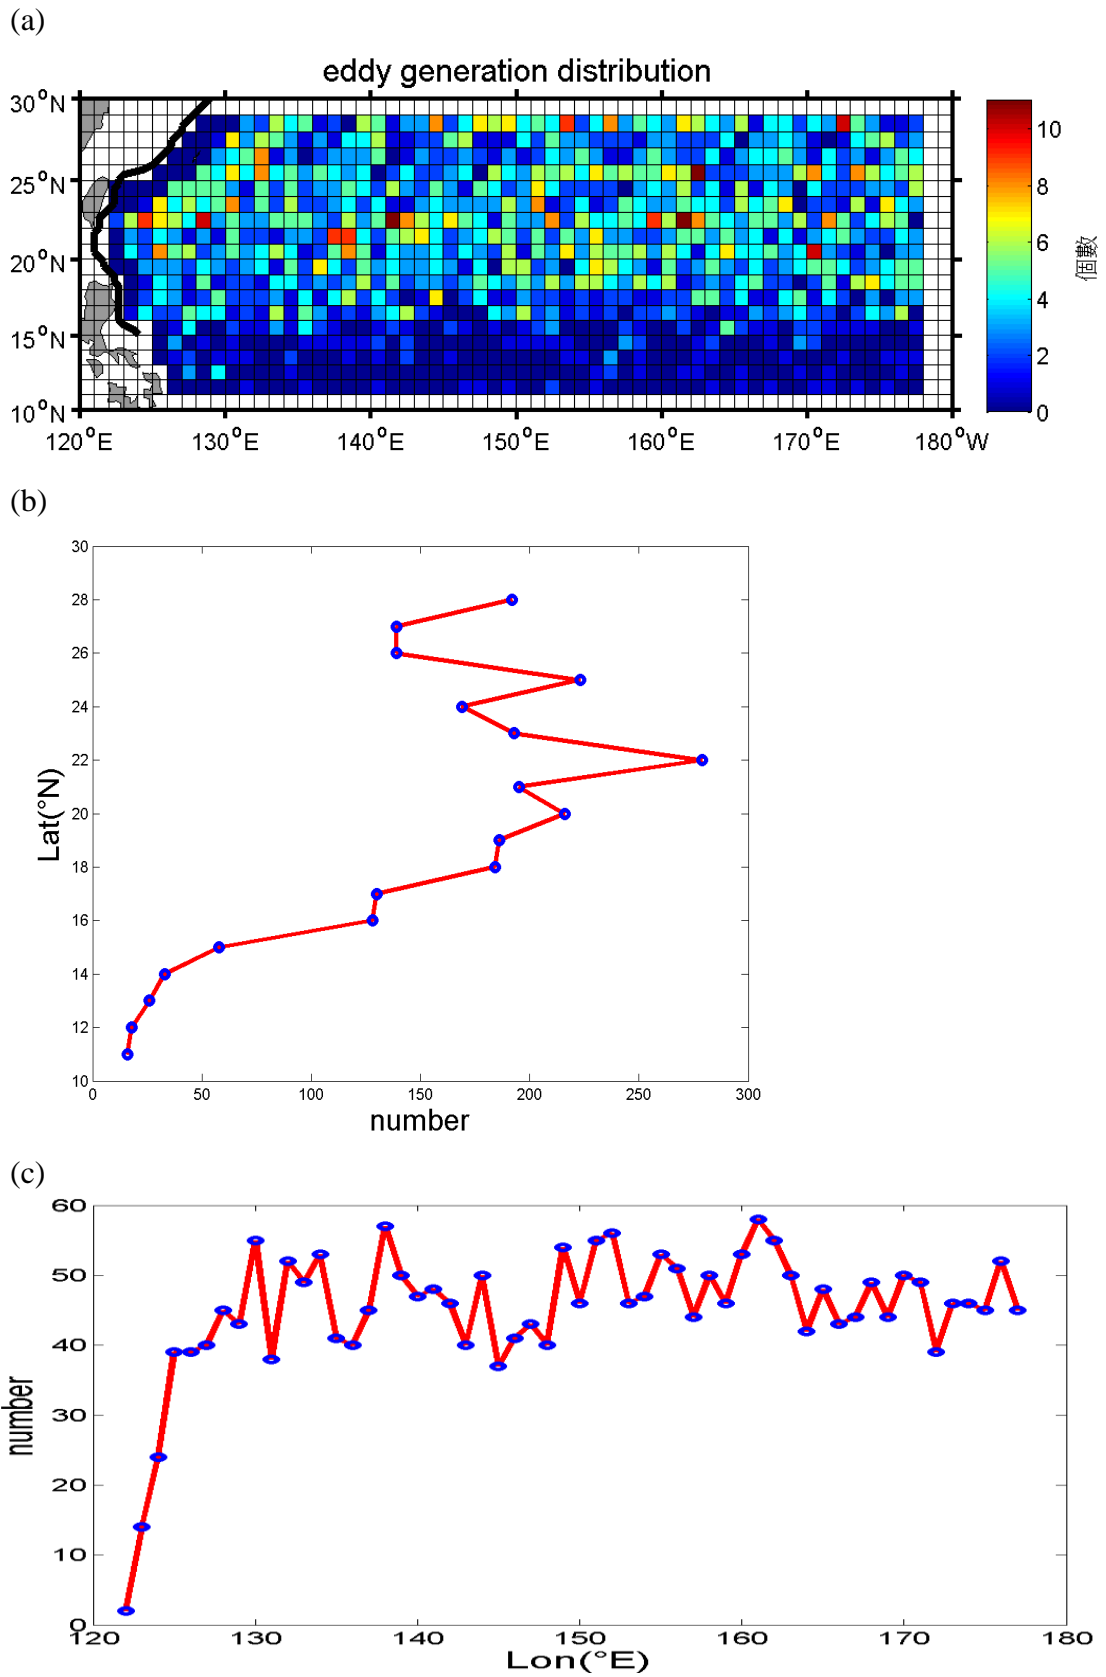 (a)
eddy generation distribution
30°N
25°N
20°N
15°N
10°N
120°E 130°E 140°E 150°E 160°E 170°E 180°W
10
8
6
4
2
0
個數
(b)
30
28
26
24
22
20
18
16
14
12
10
Lat(°N)
0 50 100 150 200 250 300
number
(c)
60
50
40
30
20
10
0
number
120 130 140 150 160 170 180
Lon(°E)